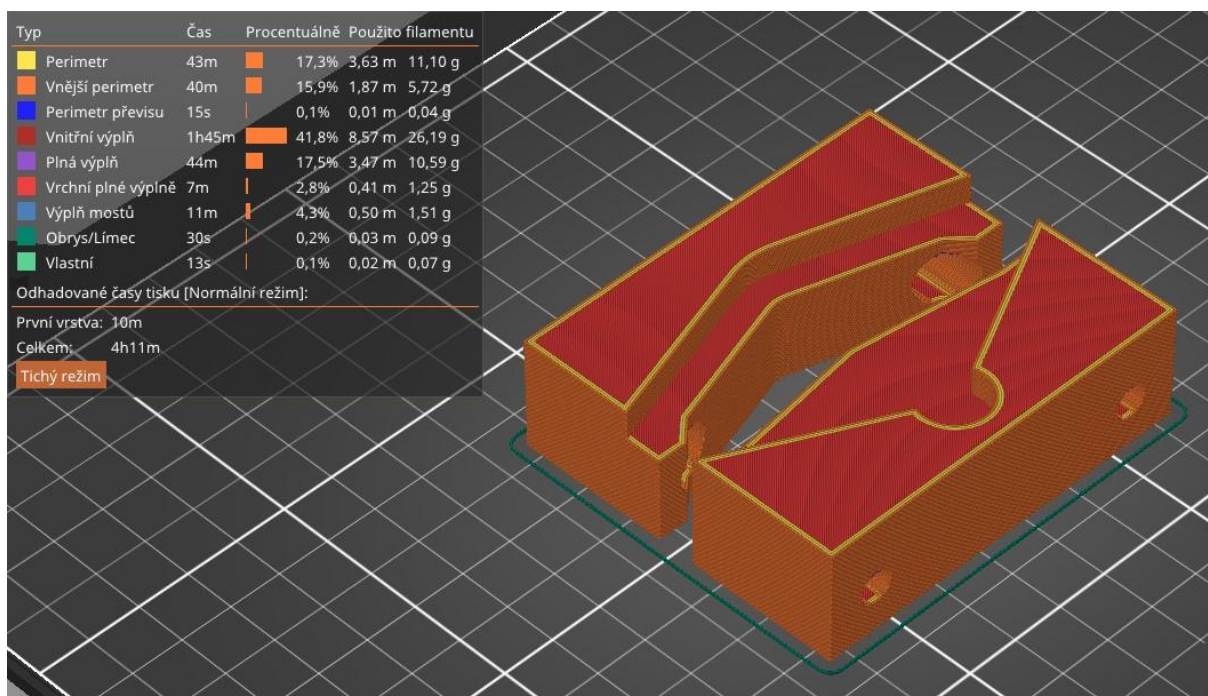 Typ Čas Procentuálně Použito filamentu
Perimetr 43m 17,3% 3,63 m 11,10 g
Vnější perimetr 40m 15,9% 1,87 m 5,72 g
Perimetr převisu 15s 0,1% 0,01 m 0,04 g
Vnitřní výplň 1h45m 41,8% 8,57 m 26,19 g
Plná výplň 44m 17,5% 3,47 m 10,59 g
Vrchní plné výplně 7m 2,8% 0,41 m 1,25 g
Výplň mostů 11m 4,3% 0,50 m 1,51 g
Obrys/Límec 30s 0,2% 0,03 m 0,09 g
Vlastní 13s 0,1% 0,02 m 0,07 g
Odhadované časy tisku [Normální režim]:
První vrstva: 10m
Celkem: 4h11m
Tichý režim